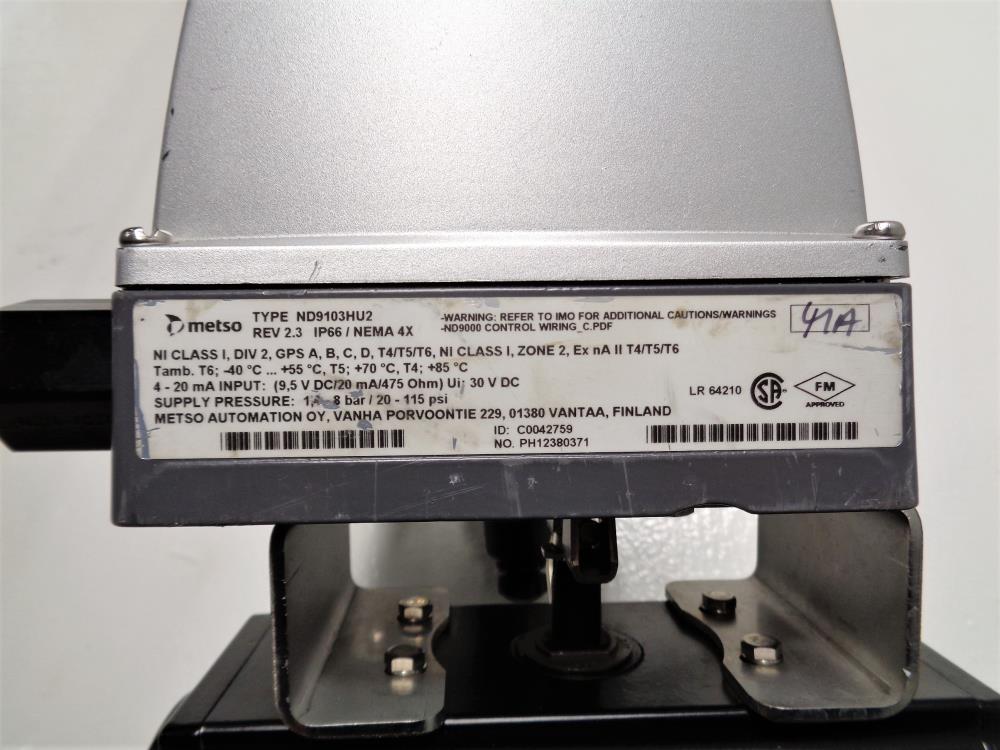 metso
TYPE ND9103HU2
REV 2.3 IP66 / NEMA 4X
-WARNING: REFER TO IMO FOR ADDITIONAL CAUTIONS/WARNINGS
-ND9000 CONTROL WIRING_C.PDF
41A
NI CLASS I, DIV 2, GPS A, B, C, D, T4/T5/T6, NI CLASS I, ZONE 2, Ex nA II T4/T5/T6
Tamb. T6; -40 °C ... +55 °C, T5; +70 °C, T4; +85 °C
4 - 20 mA INPUT: (9,5 V DC/20 mA/475 Ohm) Ui; 30 V DC
SUPPLY PRESSURE: 1,4 - 8 bar / 20 - 115 psi
METSO AUTOMATION OY, VANHA PORVOONTIE 229, 01380 VANTAA, FINLAND
LR 64210
SA
FM
APPROVED
ID: C0042759
NO. PH12380371